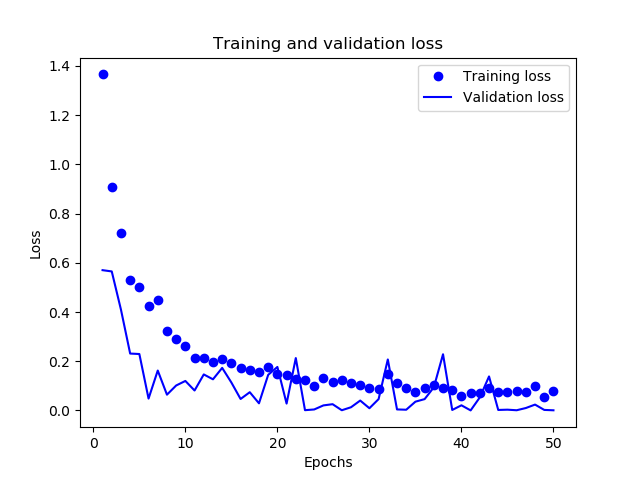 Training and validation loss
Training loss
Validation loss
Loss
1.4
1.2
1.0
0.8
0.6
0.4
0.2
0.0
0 10 20 30 40 50
Epochs